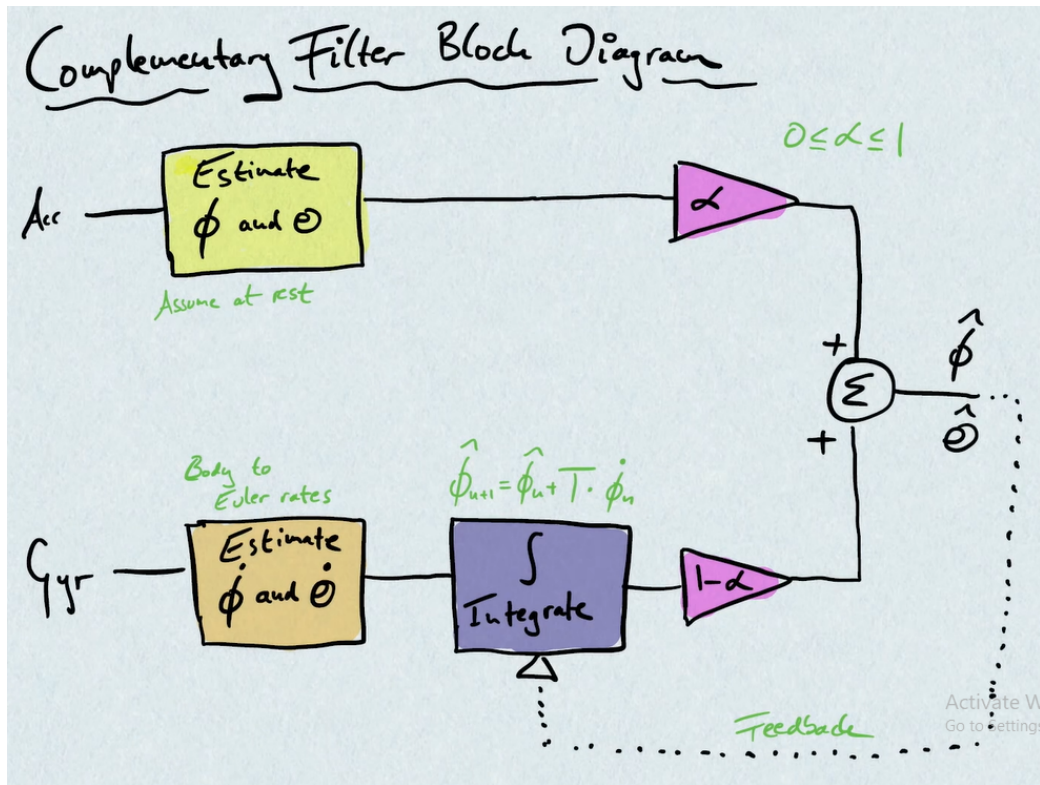 Complementary Filter Block Diagram
0 ≤ α ≤ 1
Acc
Estimate
ϕ and θ
α
Assume at rest
+
Σ
ϕ̂
θ̂
+
Body to
Euler rates
ϕ̂ₙ₊₁ = ϕ̂ₙ + T · ϕ̇ₙ
Gyr
Estimate
ϕ̇ and θ̇
∫
Integrate
1-α
Feedback
Activate W
Go to Settings